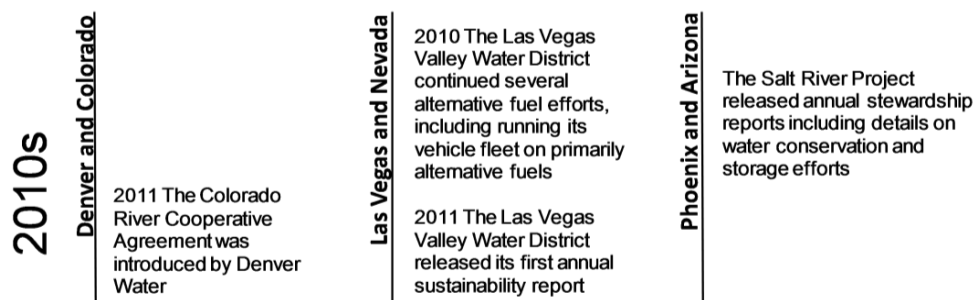 2010s
Denver and Colorado
2011 The Colorado
River Cooperative
Agreement was
introduced by Denver
Water
Las Vegas and Nevada
2010 The Las Vegas
Valley Water District
continued several
alternative fuel efforts,
including running its
vehicle fleet on primarily
alternative fuels
2011 The Las Vegas
Valley Water District
released its first annual
sustainability report
Phoenix and Arizona
The Salt River Project
released annual stewardship
reports including details on
water conservation and
storage efforts